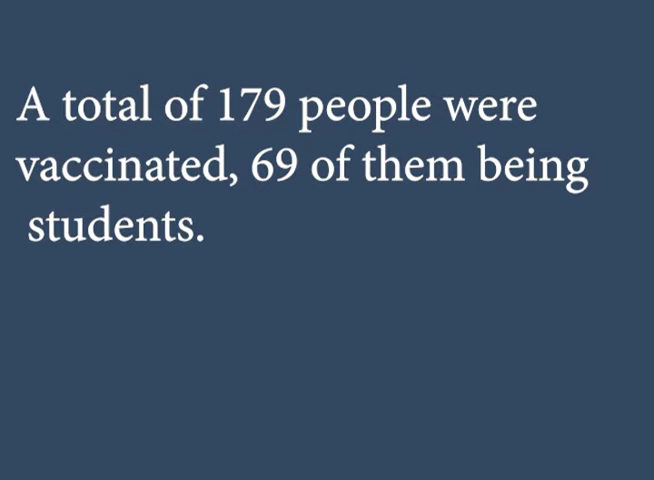 A total of 179 people were
vaccinated, 69 of them being
students.